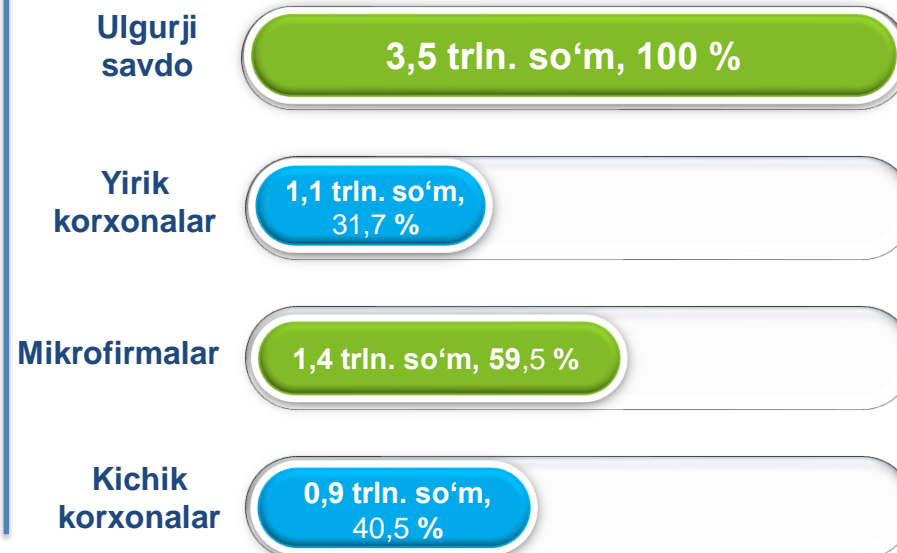 Ulgurji
savdo
3,5 trln. so‘m, 100 %
Yirik
korxonalar
1,1 trln. so‘m,
31,7 %
Mikrofirmalar
1,4 trln. so‘m, 59,5 %
Kichik
korxonalar
0,9 trln. so‘m,
40,5 %